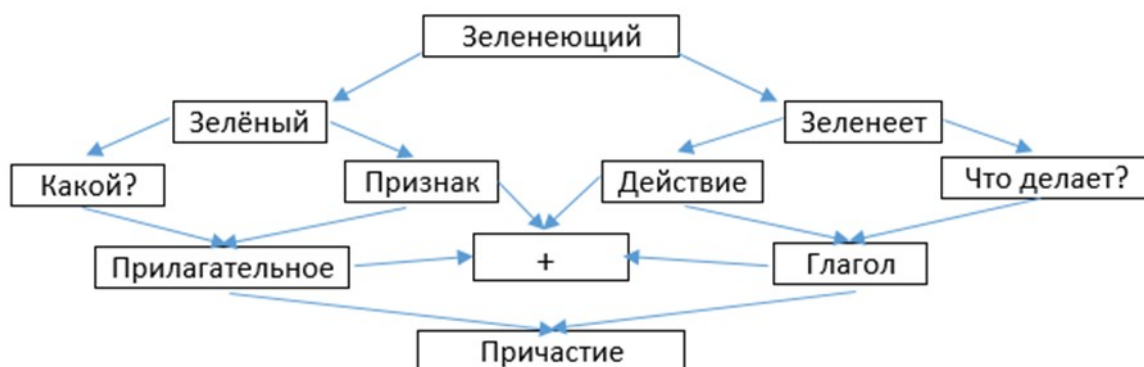 Зеленеющий
Зелёный
Зеленеет
Какой?
Признак
Действие
Что делает?
Прилагательное
+
Глагол
Причастие